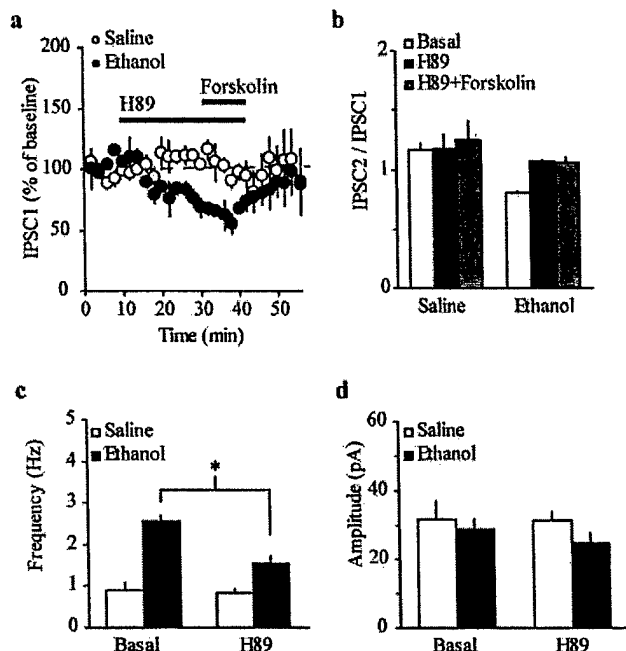 a
Saline
Ethanol
Forskolin
H89
IPSC1 (% of baseline)
200
150
100
50
0
0 10 20 30 40 50
Time (min)
b
Basal
H89
H89+Forskolin
IPSC2 / IPSC1
2
1
0
Saline Ethanol
c
Saline
Ethanol
*
Frequency (Hz)
5
4
3
2
1
0
Basal H89
d
Saline
Ethanol
Amplitude (pA)
60
40
20
0
Basal H89